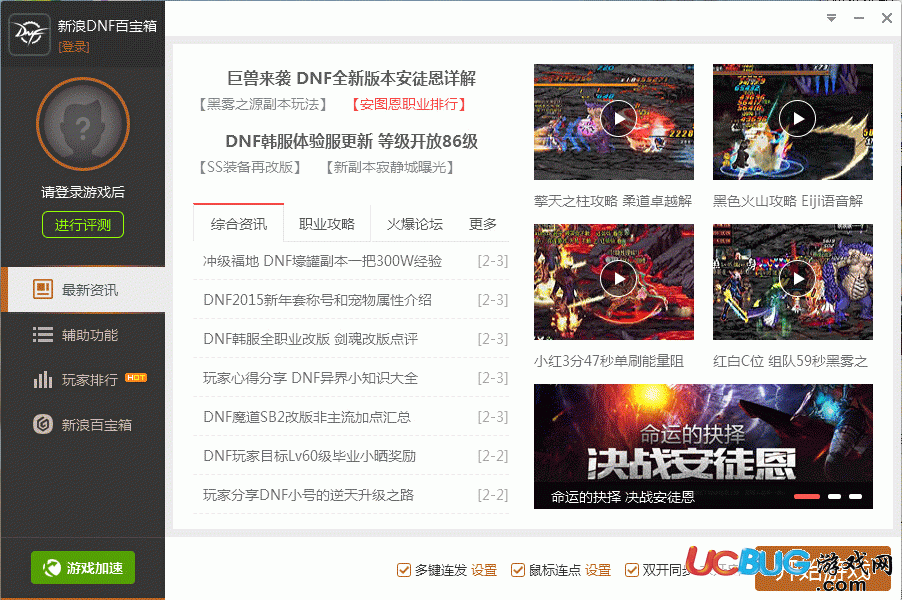 新浪DNF百宝箱
[登录]
请登录游戏后
进行评测
最新资讯
辅助功能
玩家排行 HOT
新浪百宝箱
游戏加速
巨兽来袭 DNF全新版本安徒恩详解
【黑雾之源副本玩法】 【安图恩职业排行】
DNF韩服体验服更新 等级开放86级
【SS装备再改版】 【新副本寂静城曝光】
综合资讯 职业攻略 火爆论坛 更多
冲级福地 DNF壕罐副本一把300W经验 [2-3]
DNF2015新年套称号和宠物属性介绍 [2-3]
DNF韩服全职业改版 剑魂改版点评 [2-3]
玩家心得分享 DNF异界小知识大全 [2-3]
DNF魔道SB2改版非主流加点汇总 [2-3]
DNF玩家目标Lv60级毕业小晒奖励 [2-2]
玩家分享DNF小号的逆天升级之路 [2-2]
擎天之柱攻略 柔道卓越解
黑色火山攻略 Eiji语音解
小红3分47秒单刷能量阻
红白C位 组队59秒黑雾之
命运的抉择
决战安徒恩
命运的抉择 决战安徒恩
多键连发 设置 鼠标连点 设置 双开同步
开始游戏
UCBUG游戏网
.com